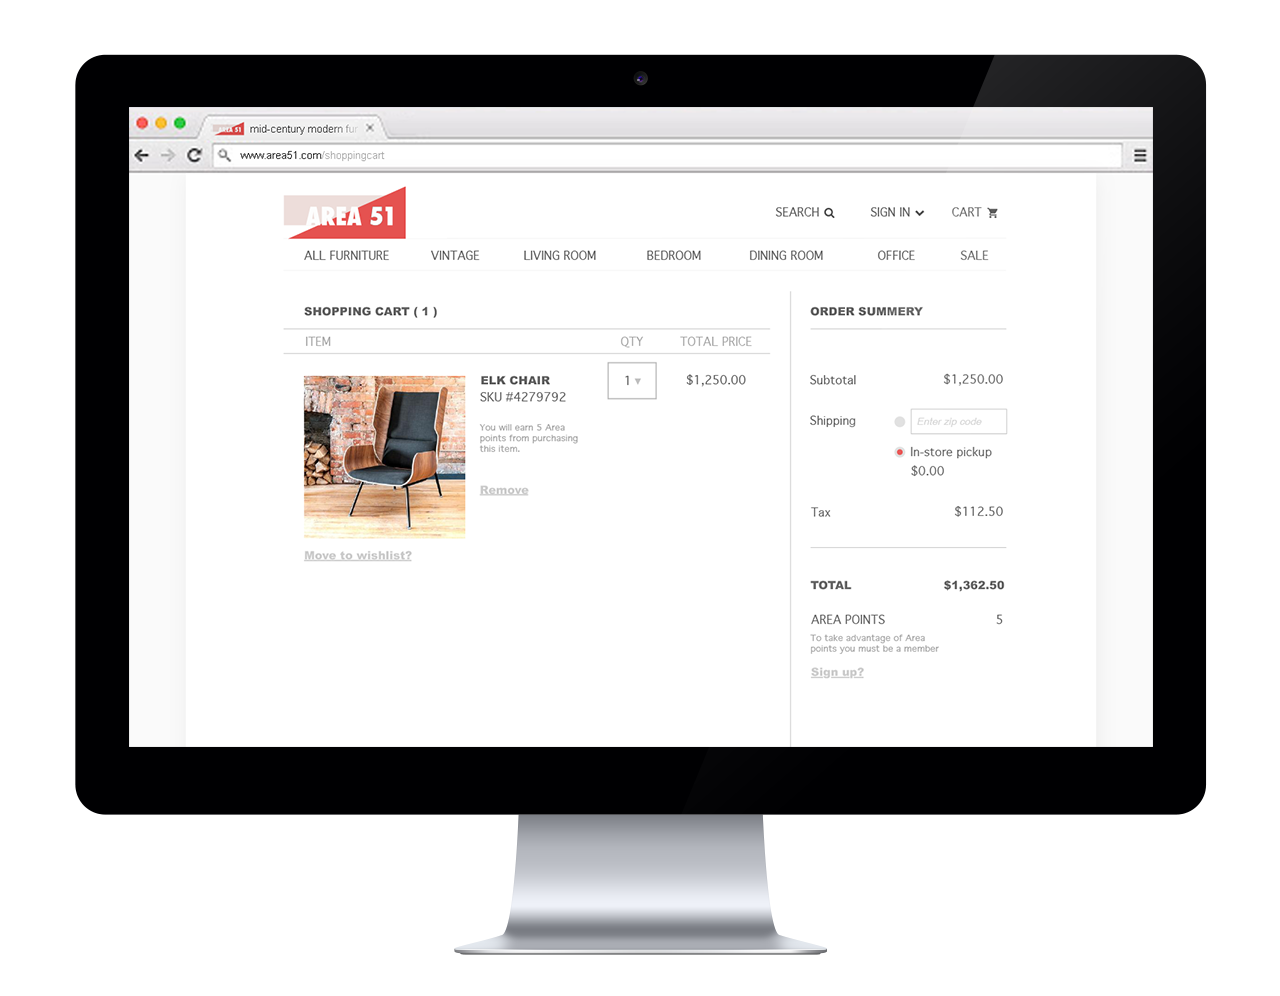 AREA 51 mid-century modern fur
www.area51.com/shoppingcart
AREA 51
SEARCH SIGN IN CART
ALL FURNITURE VINTAGE LIVING ROOM BEDROOM DINING ROOM OFFICE SALE
SHOPPING CART ( 1 )
ITEM QTY TOTAL PRICE
ELK CHAIR
SKU #4279792
1
$1,250.00
You will earn 5 Area
points from purchasing
this item.
Remove
Move to wishlist?
ORDER SUMMERY
Subtotal $1,250.00
Shipping Enter zip code
In-store pickup
$0.00
Tax $112.50
TOTAL $1,362.50
AREA POINTS 5
To take advantage of Area
points you must be a member
Sign up?